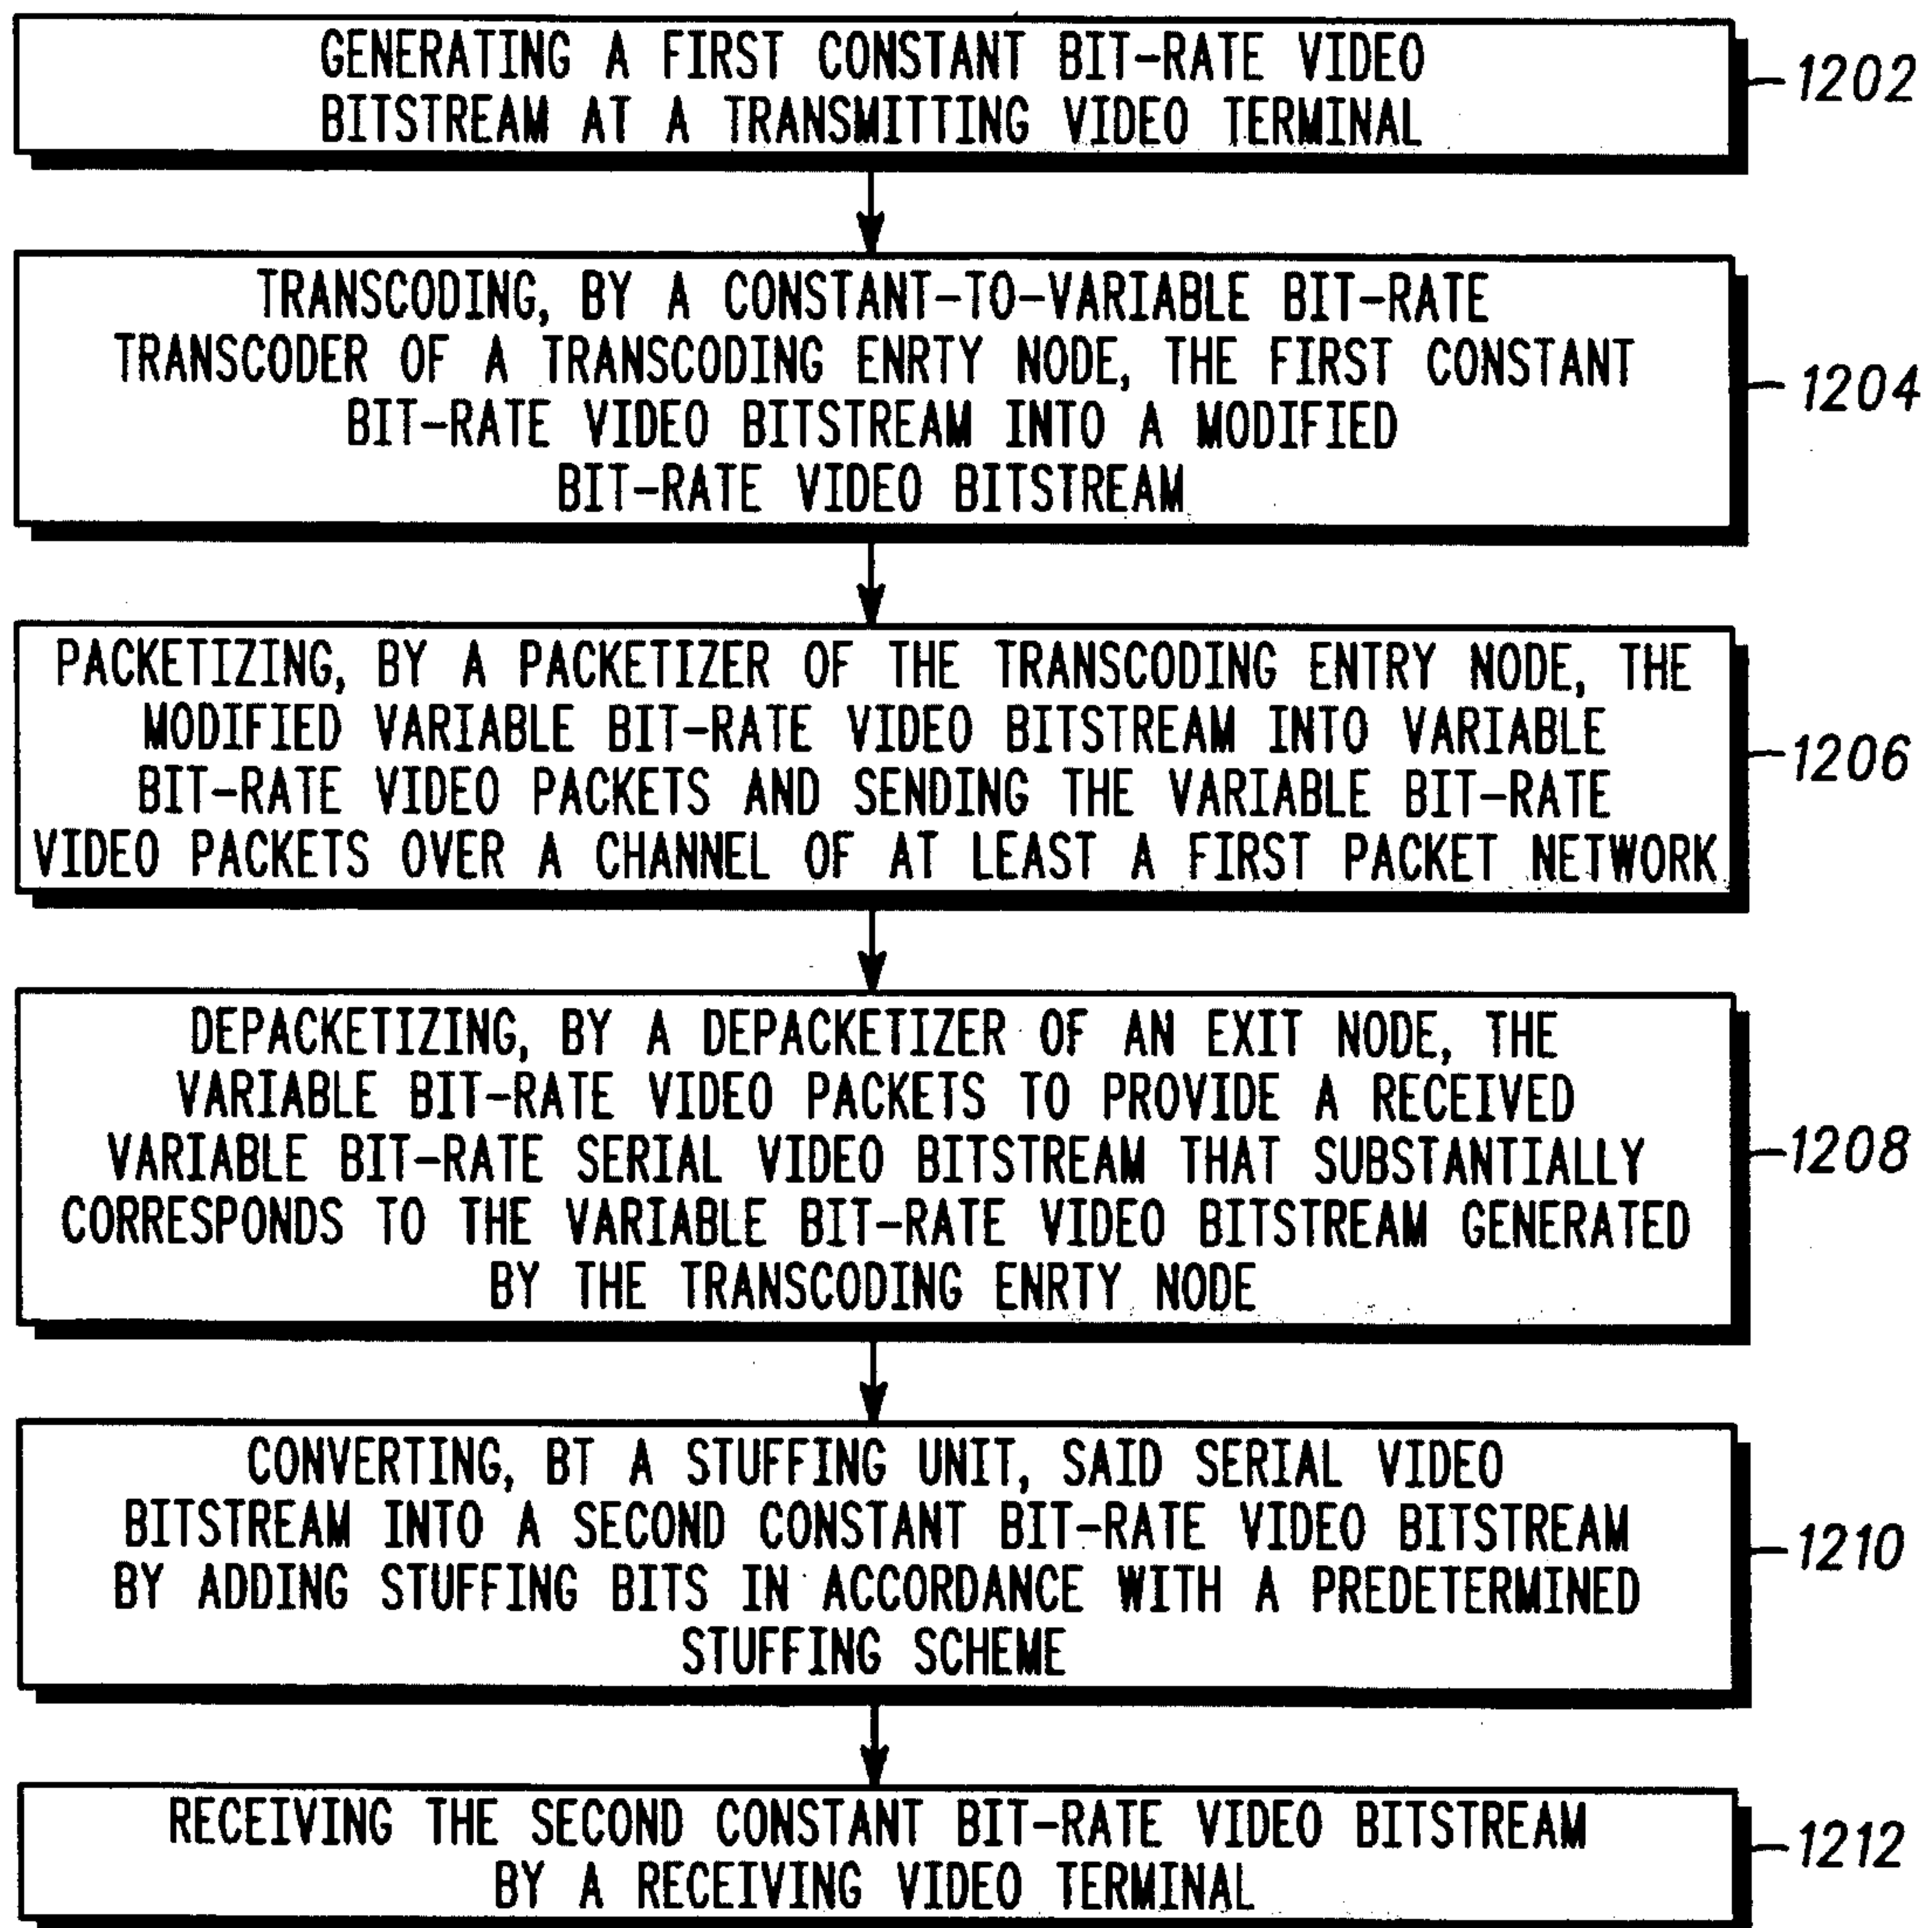 GENERATING A FIRST CONSTANT BIT-RATE VIDEO
BITSTREAM AT A TRANSMITTING VIDEO TERMINAL
1202
TRANSCODING, BY A CONSTANT-TO-VARIABLE BIT-RATE
TRANSCODER OF A TRANSCODING ENRTY NODE, THE FIRST CONSTANT
BIT-RATE VIDEO BITSTREAM INTO A MODIFIED
BIT-RATE VIDEO BITSTREAM
1204
PACKETIZING, BY A PACKETIZER OF THE TRANSCODING ENTRY NODE, THE
MODIFIED VARIABLE BIT-RATE VIDEO BITSTREAM INTO VARIABLE
BIT-RATE VIDEO PACKETS AND SENDING THE VARIABLE BIT-RATE
VIDEO PACKETS OVER A CHANNEL OF AT LEAST A FIRST PACKET NETWORK
1206
DEPACKETIZING, BY A DEPACKETIZER OF AN EXIT NODE, THE
VARIABLE BIT-RATE VIDEO PACKETS TO PROVIDE A RECEIVED
VARIABLE BIT-RATE SERIAL VIDEO BITSTREAM THAT SUBSTANTIALLY
CORRESPONDS TO THE VARIABLE BIT-RATE VIDEO BITSTREAM GENERATED
BY THE TRANSCODING ENRTY NODE
1208
CONVERTING, BT A STUFFING UNIT, SAID SERIAL VIDEO
BITSTREAM INTO A SECOND CONSTANT BIT-RATE VIDEO BITSTREAM
BY ADDING STUFFING BITS IN ACCORDANCE WITH A PREDETERMINED
STUFFING SCHEME
1210
RECEIVING THE SECOND CONSTANT BIT-RATE VIDEO BITSTREAM
BY A RECEIVING VIDEO TERMINAL
1212